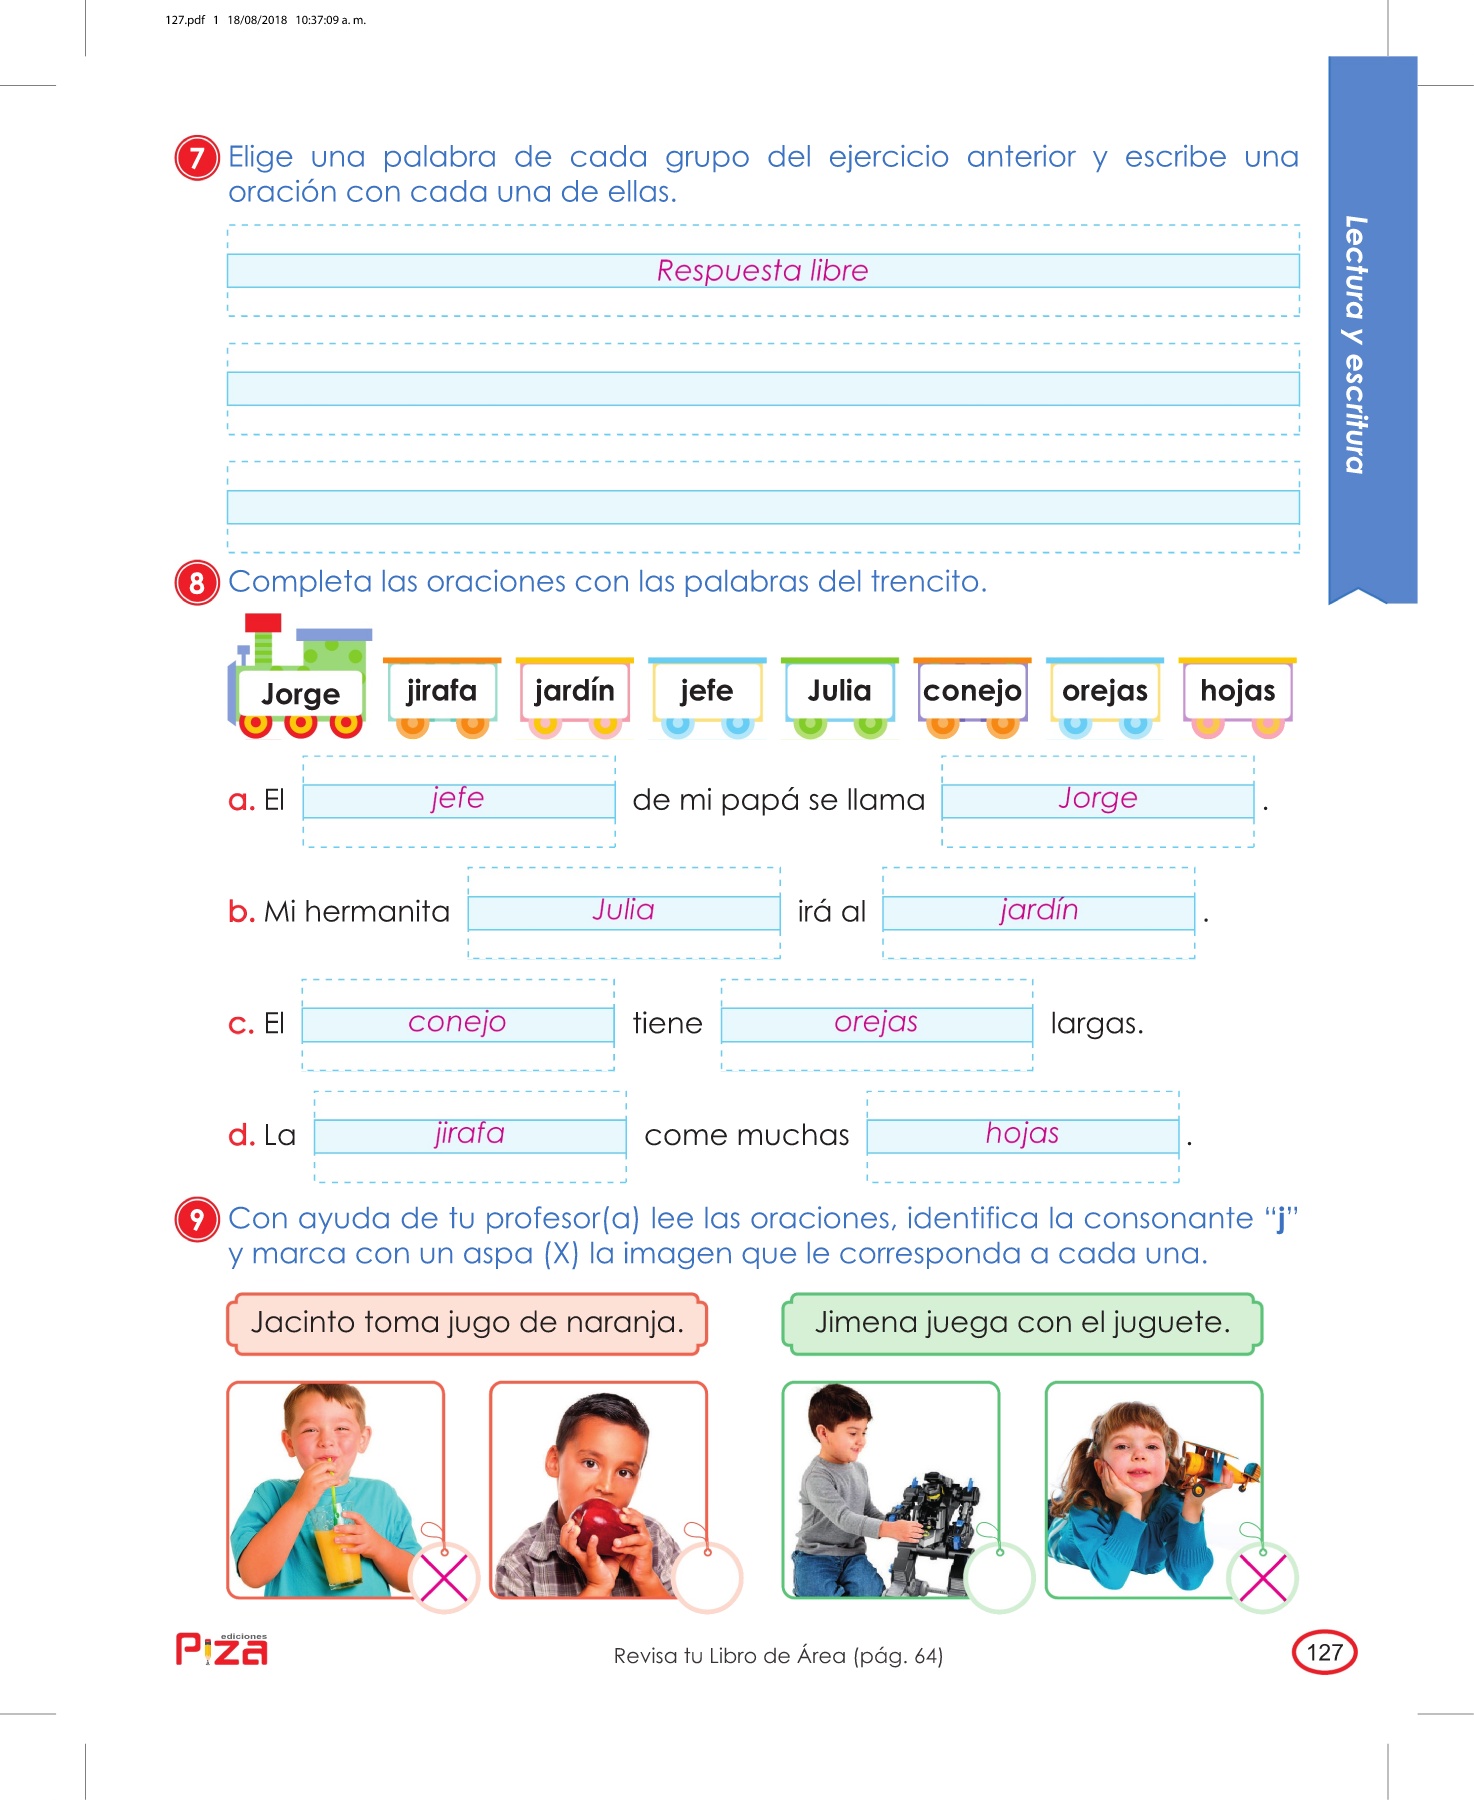 127.pdf 1 18/08/2018 10:37:09 a. m.
7 Elige una palabra de cada grupo del ejercicio anterior y escribe una
oración con cada una de ellas.
Respuesta libre
Lectura y escritura
8 Completa las oraciones con las palabras del trencito.
Jorge jirafa jardín jefe Julia conejo orejas hojas
a. El jefe de mi papá se llama Jorge .
b. Mi hermanita Julia irá al jardín .
c. El conejo tiene orejas largas.
d. La jirafa come muchas hojas .
9 Con ayuda de tu profesor(a) lee las oraciones, identifica la consonante “j”
y marca con un aspa (X) la imagen que le corresponda a cada una.
Jacinto toma jugo de naranja. Jimena juega con el juguete.
ediciones
Piza
Revisa tu Libro de Área (pág. 64)
127